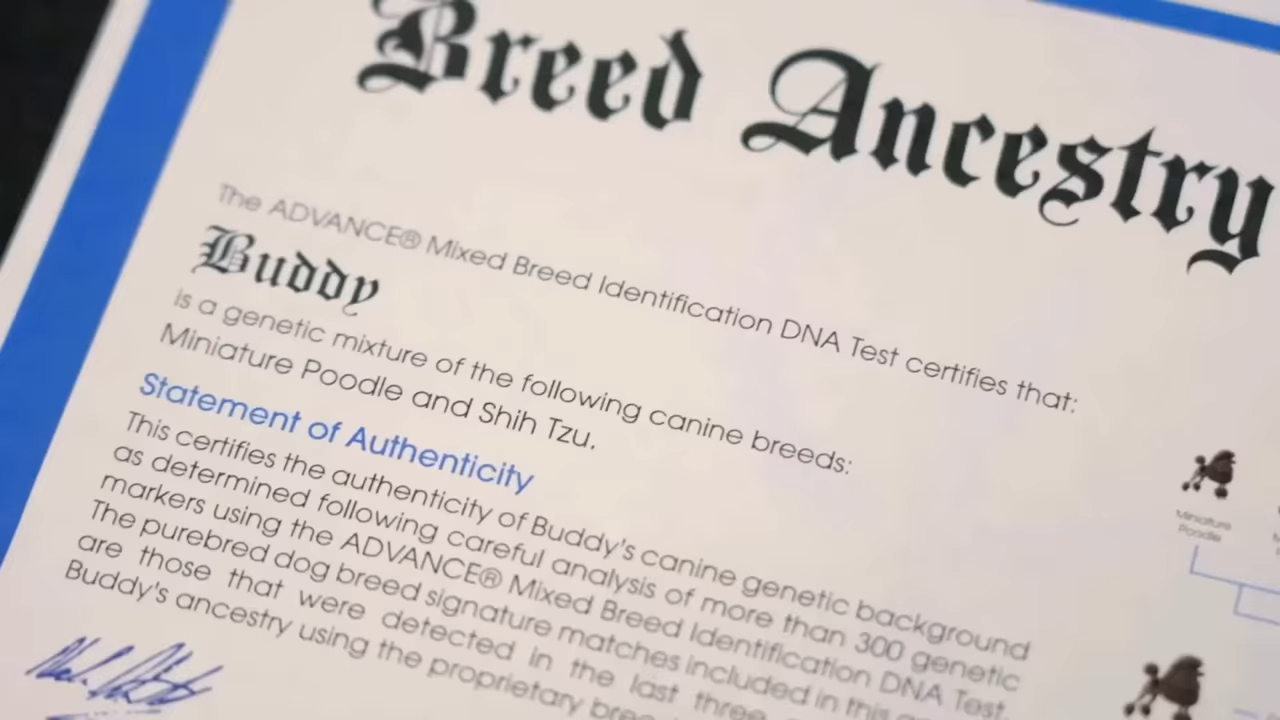 Breed Ancestry
The ADVANCE® Mixed Breed Identification DNA Test certifies that:
Buddy
is a genetic mixture of the following canine breeds:
Miniature Poodle and Shih Tzu.
Statement of Authenticity
This certifies the authenticity of Buddy's canine genetic background
as determined following careful analysis of more than 300 genetic
markers using the ADVANCE® Mixed Breed Identification DNA Test.
The purebred dog breed signature matches included in this
are those that were detected in the last three
Buddy's ancestry using the proprietary
Miniature
Poodle